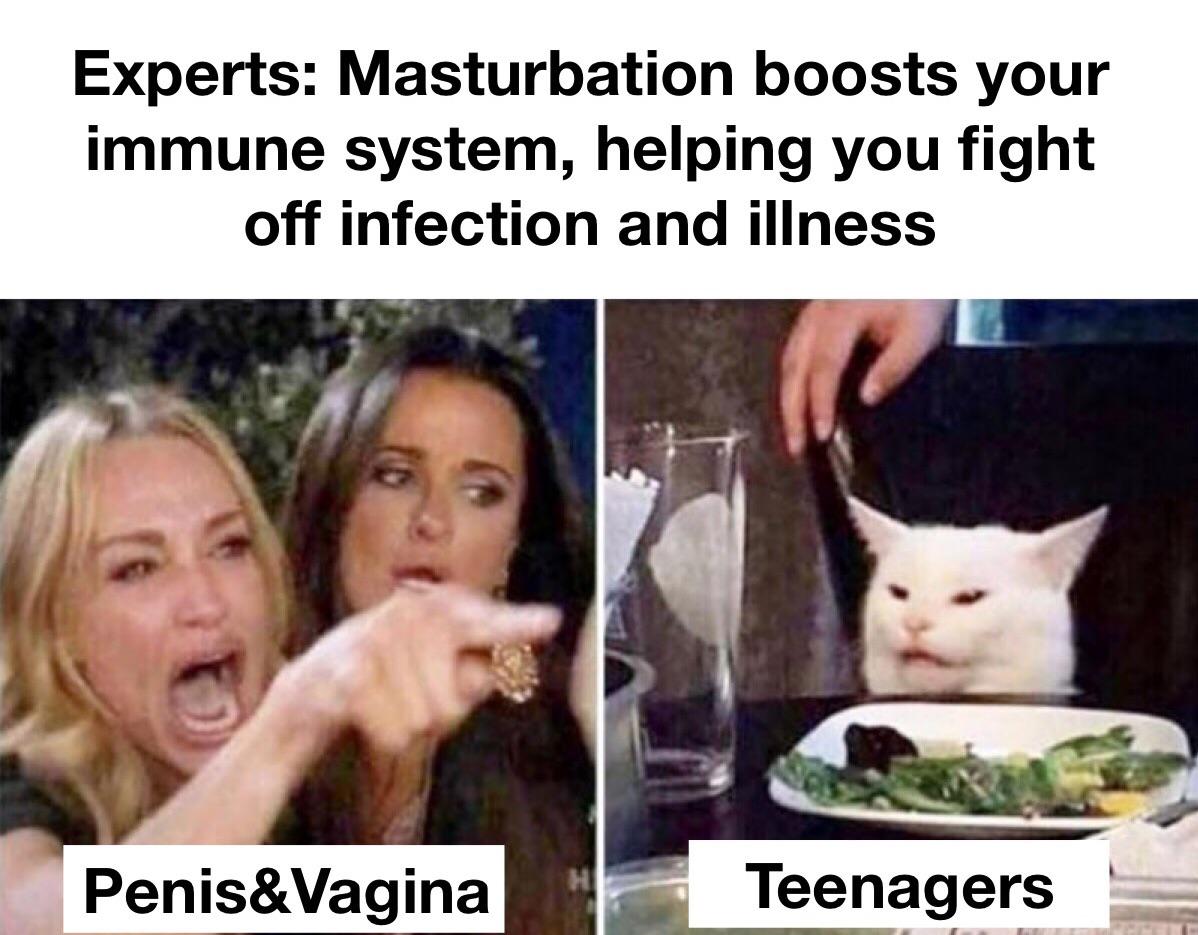 Experts: Masturbation boosts your
immune system, helping you fight
off infection and illness
Penis&Vagina
Teenagers